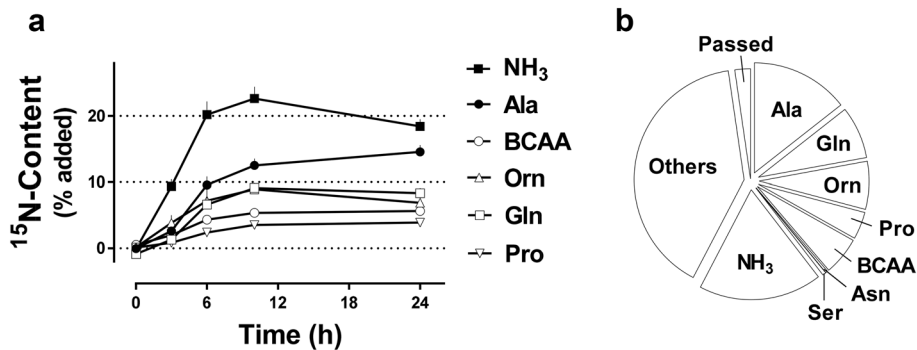 a
¹⁵N-Content
(% added)
20
10
0
0
6
12
18
24
Time (h)
NH₃
Ala
BCAA
Orn
Gln
Pro
b
Passed
Ala
Gln
Orn
Pro
BCAA
Asn
Ser
NH₃
Others